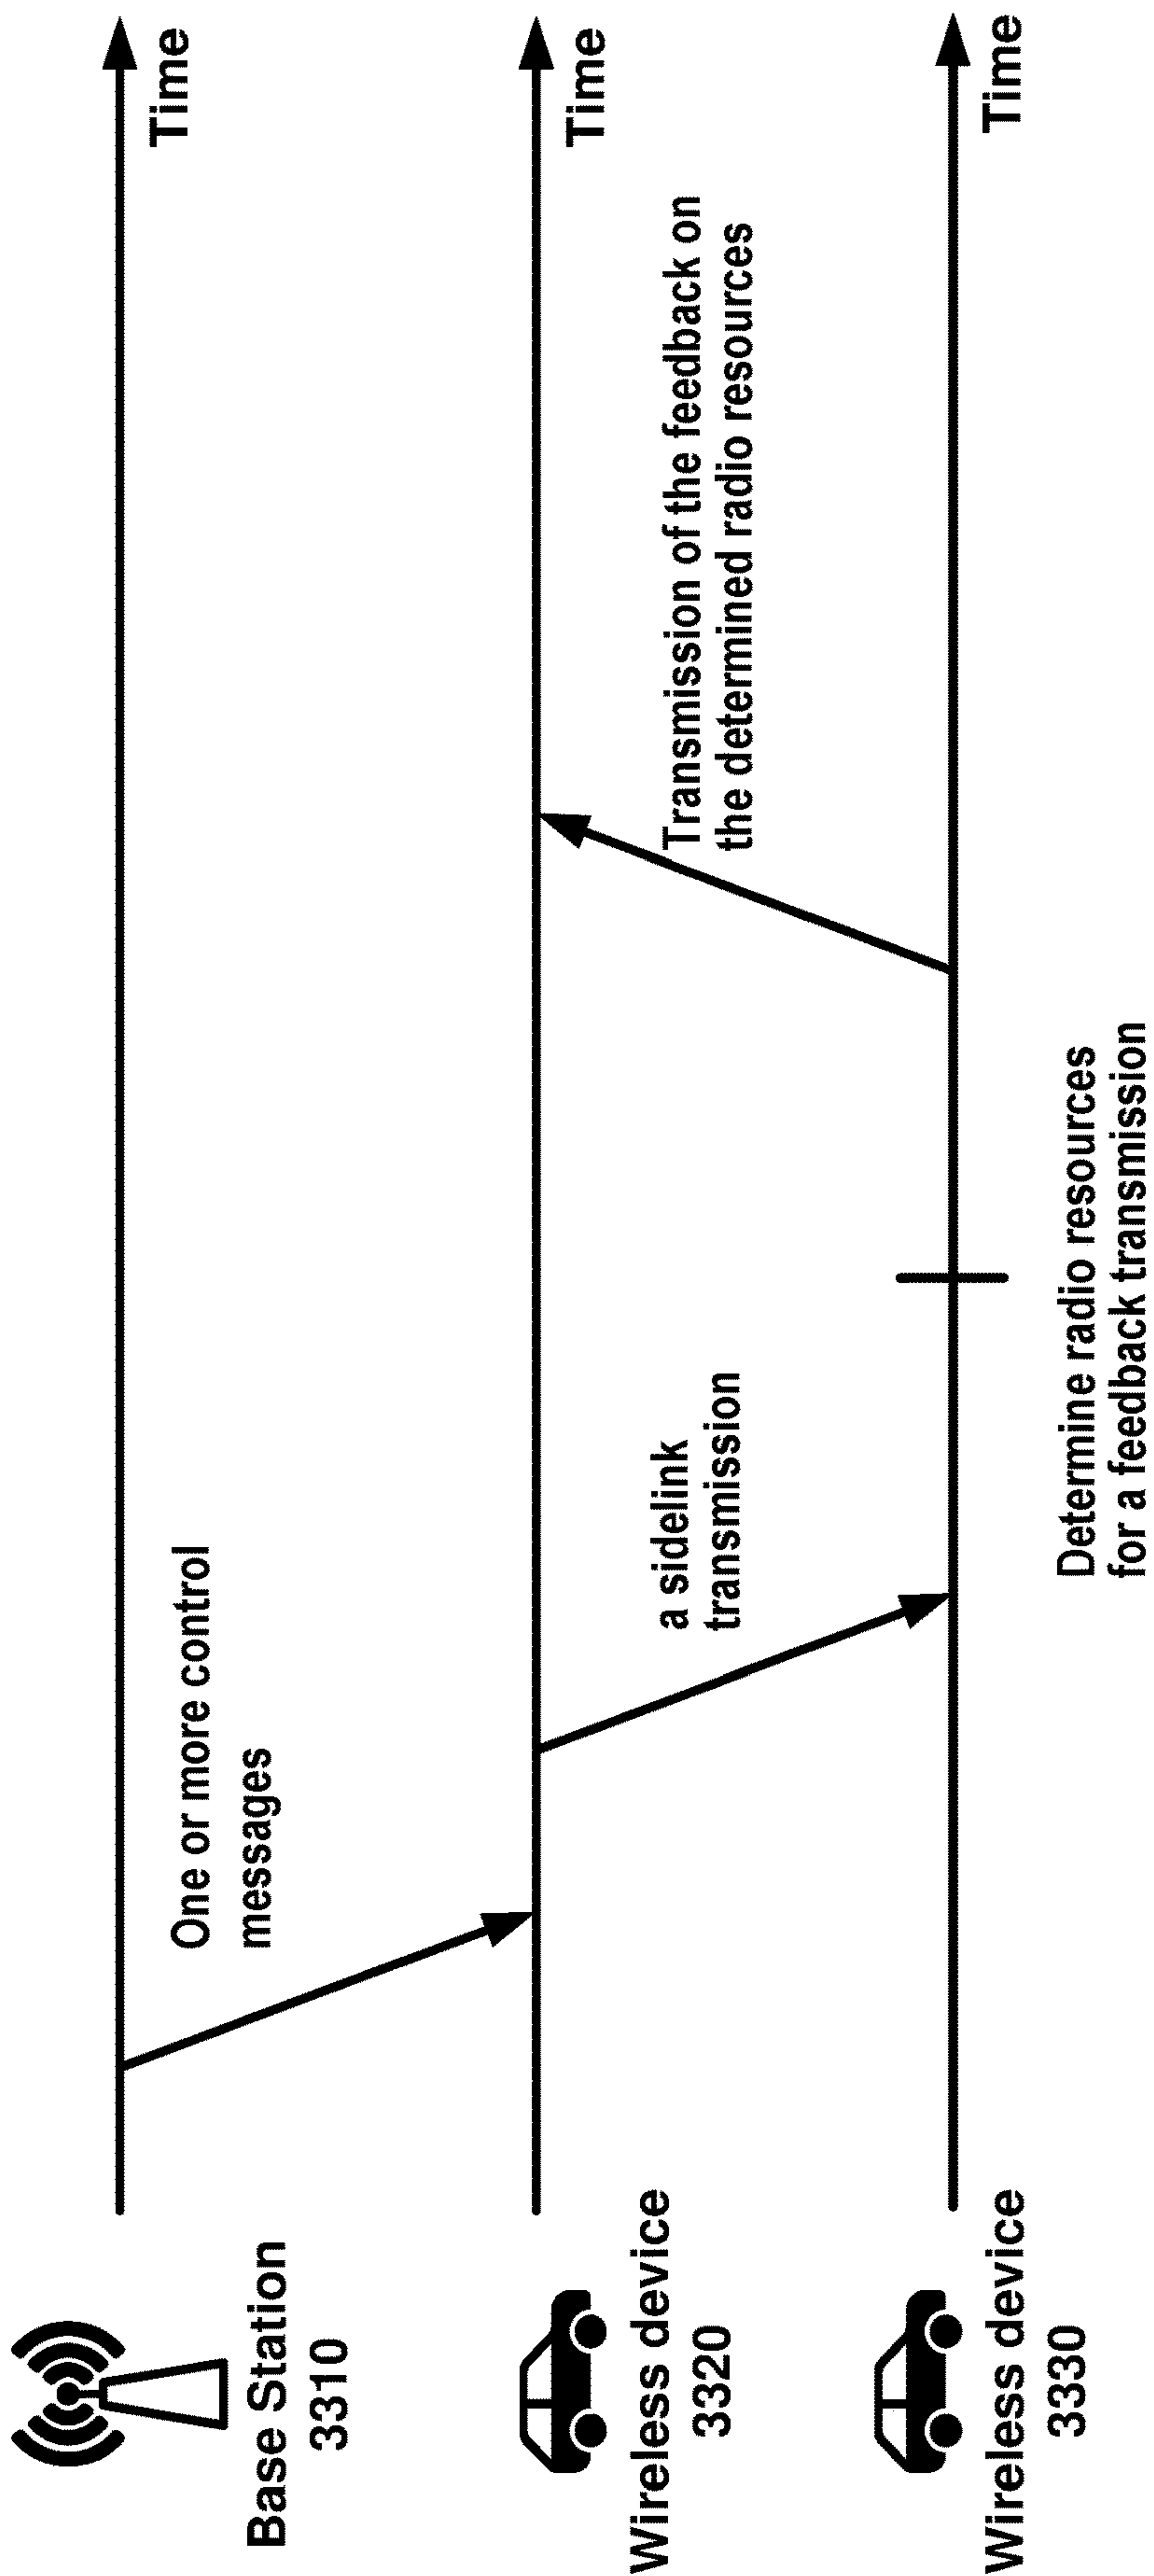 Base Station
3310
One or more control
messages
Time
Wireless device
3320
a sidelink
transmission
Transmission of the feedback on
the determined radio resources
Time
Wireless device
3330
Determine radio resources
for a feedback transmission
Time